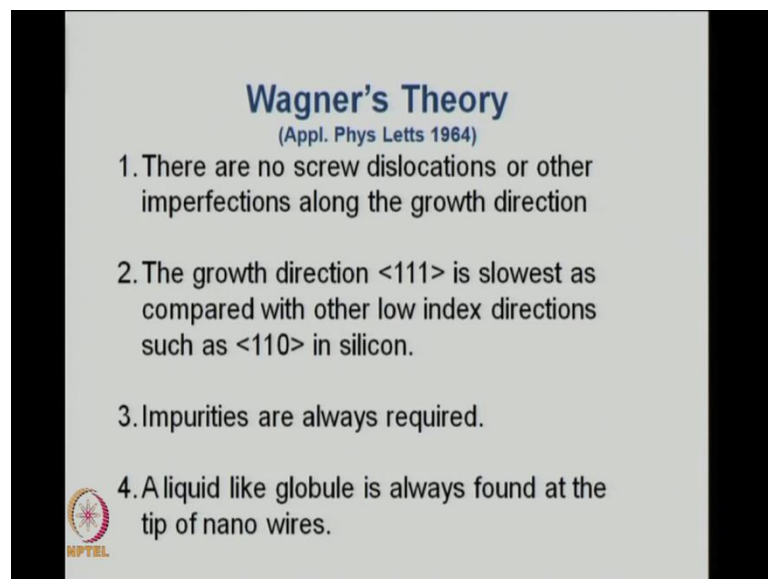 Wagner's Theory
(Appl. Phys Letts 1964)
1. There are no screw dislocations or other
imperfections along the growth direction
2. The growth direction <111> is slowest as
compared with other low index directions
such as <110> in silicon.
3. Impurities are always required.
4. A liquid like globule is always found at the
tip of nano wires.
NPTEL